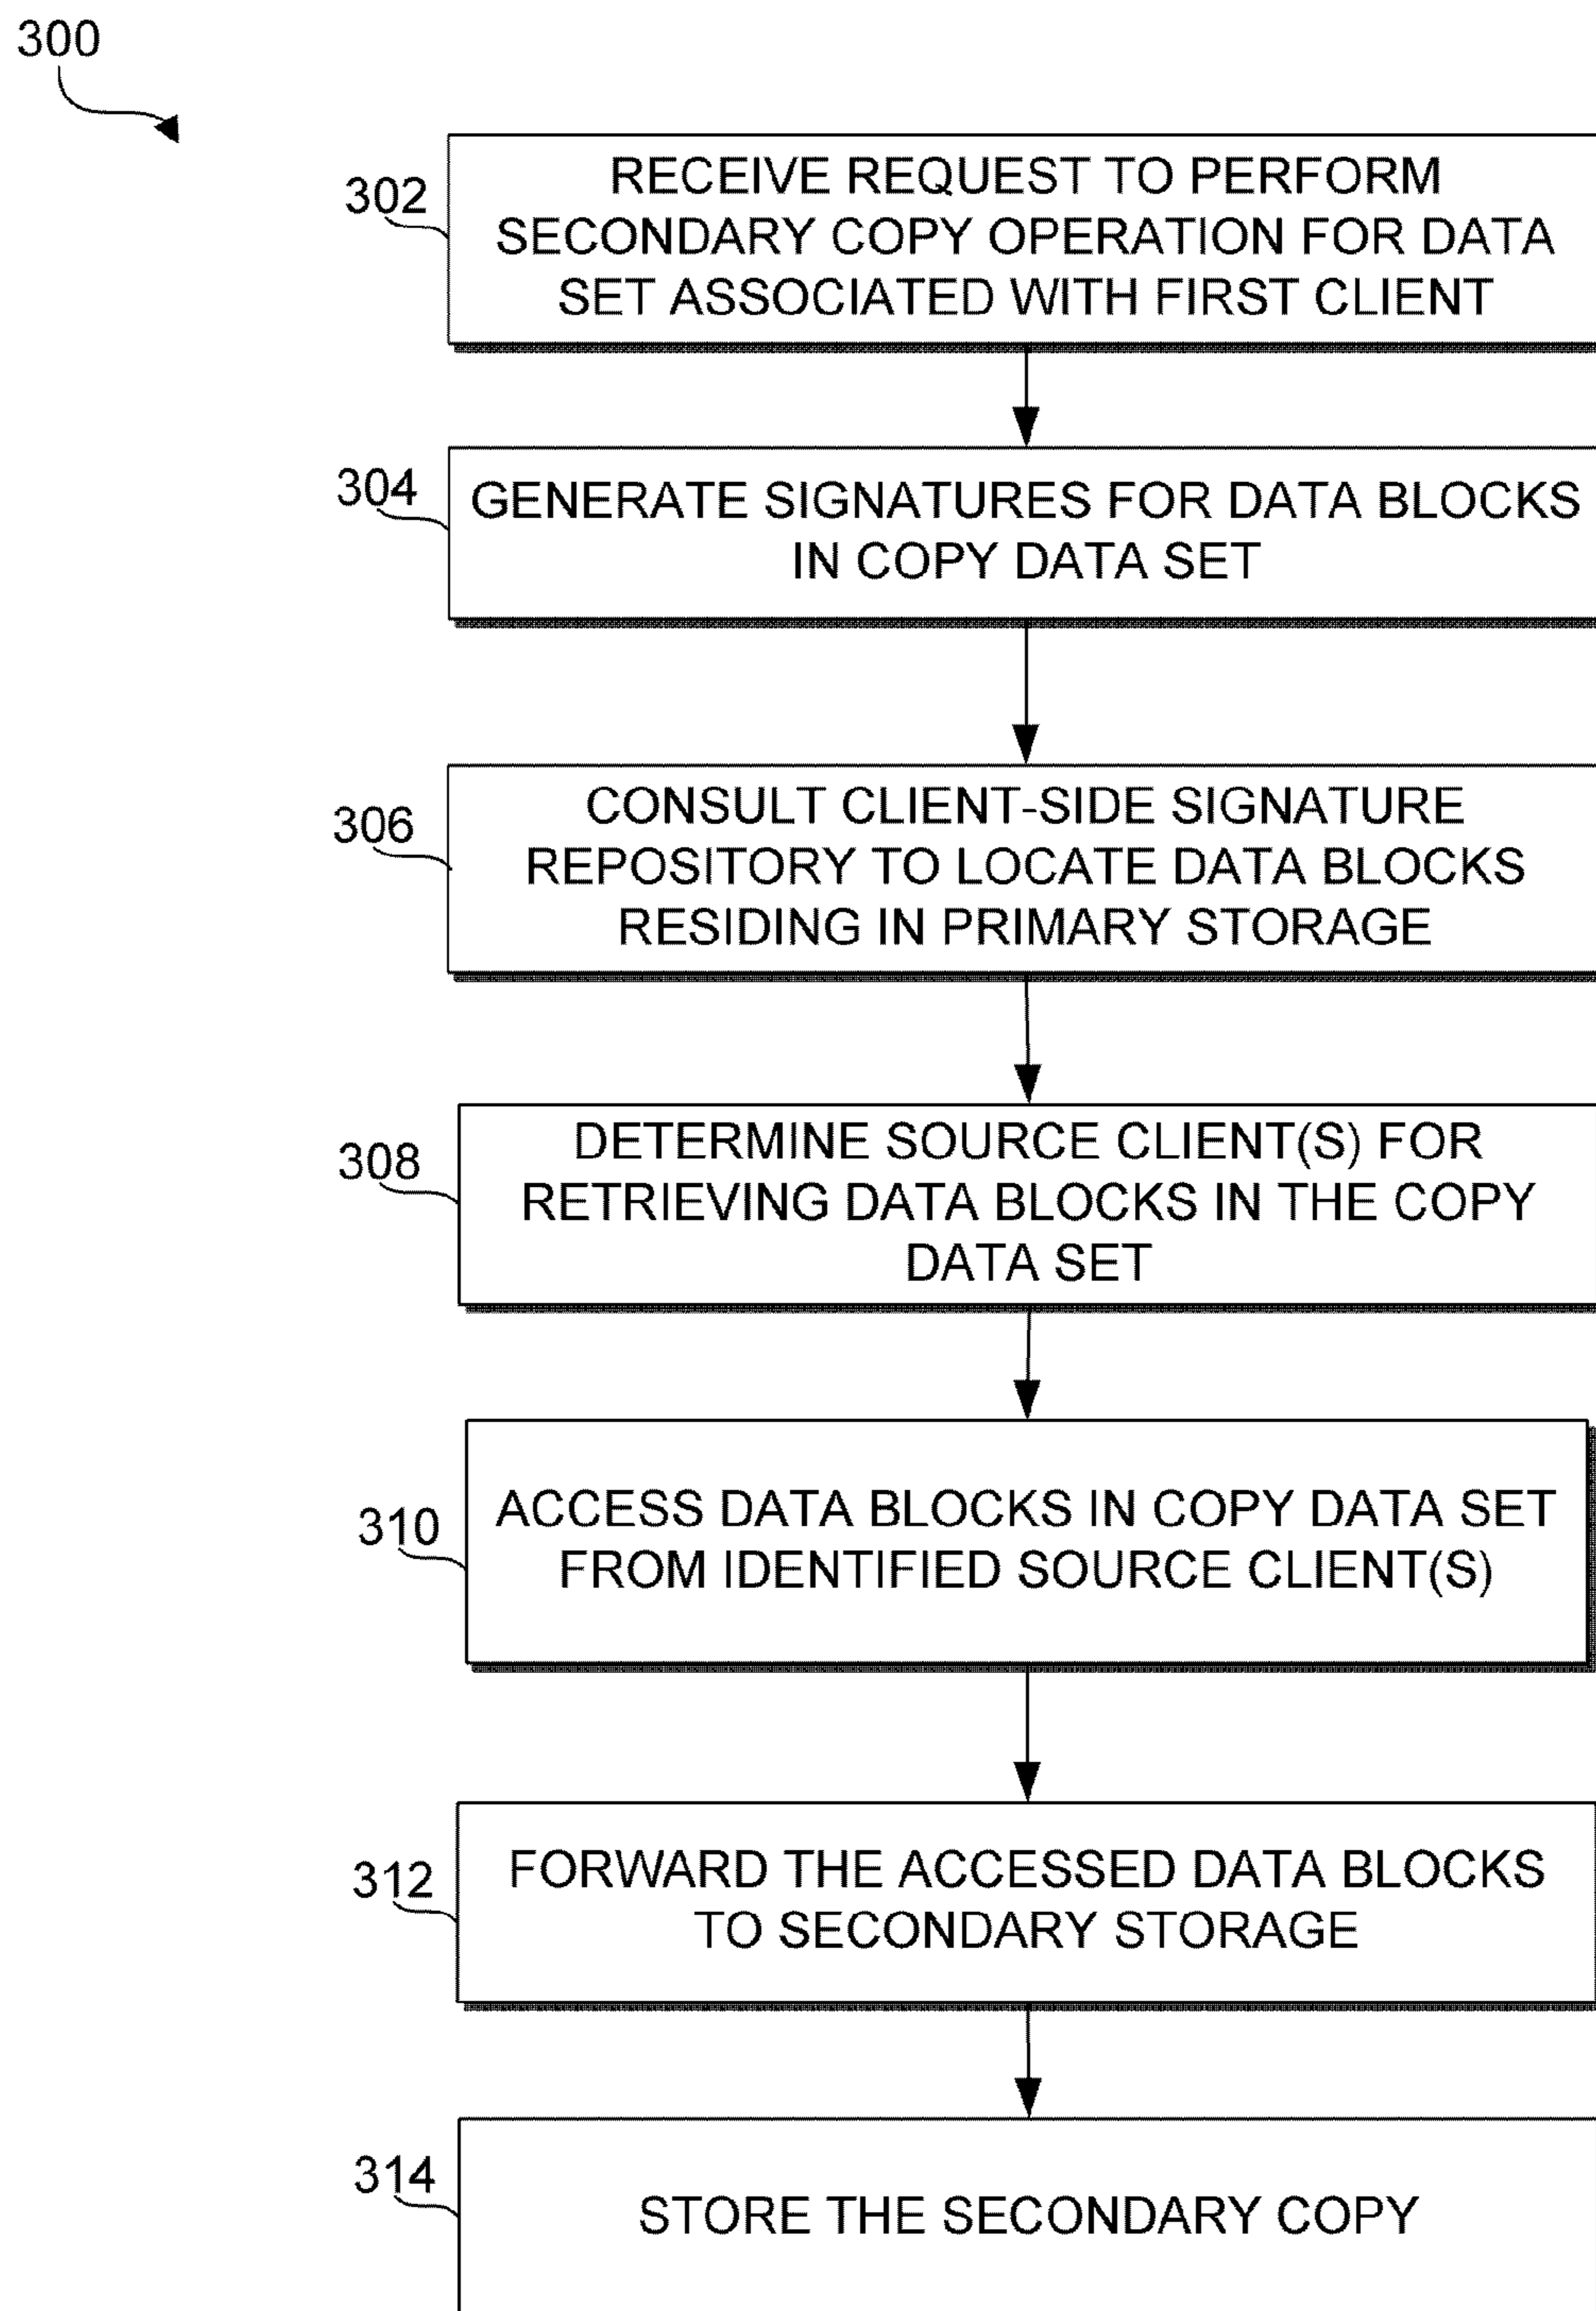 300
302
RECEIVE REQUEST TO PERFORM
SECONDARY COPY OPERATION FOR DATA
SET ASSOCIATED WITH FIRST CLIENT
304
GENERATE SIGNATURES FOR DATA BLOCKS
IN COPY DATA SET
306
CONSULT CLIENT-SIDE SIGNATURE
REPOSITORY TO LOCATE DATA BLOCKS
RESIDING IN PRIMARY STORAGE
308
DETERMINE SOURCE CLIENT(S) FOR
RETRIEVING DATA BLOCKS IN THE COPY
DATA SET
310
ACCESS DATA BLOCKS IN COPY DATA SET
FROM IDENTIFIED SOURCE CLIENT(S)
312
FORWARD THE ACCESSED DATA BLOCKS
TO SECONDARY STORAGE
314
STORE THE SECONDARY COPY